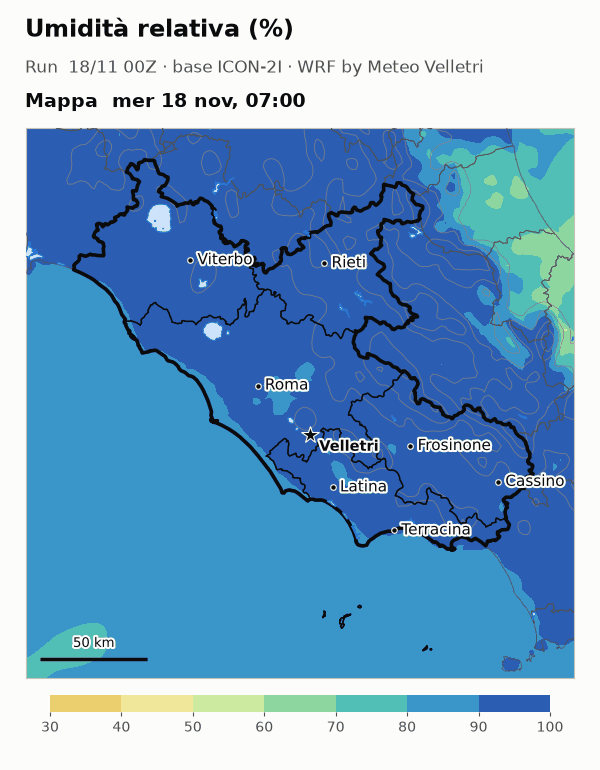 Umidità relativa (%)
Run  18/11 00Z · base ICON-2I · WRF by Meteo Velletri
Mappa  mer 18 nov, 07:00
Viterbo
Rieti
Roma
Velletri
Frosinone
Latina
Cassino
Terracina
50 km
30 40 50 60 70 80 90 100